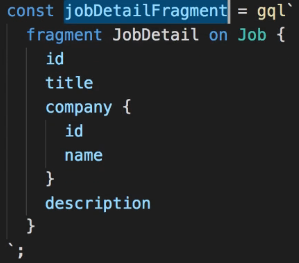 const jobDetailFragment = gql`
  fragment JobDetail on Job {
    id
    title
    company {
      id
      name
    }
    description
  }
`;